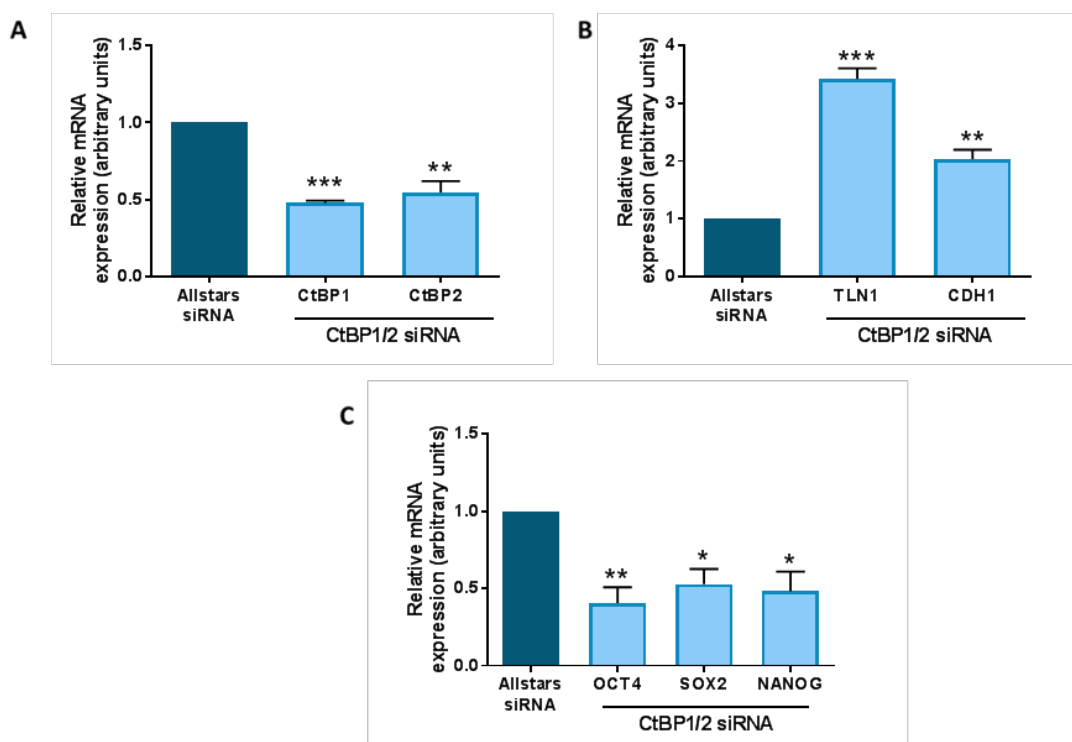 A
Relative mRNA
expression (arbitrary units)
1.5
1.0
0.5
0.0
***
**
Allstars
siRNA
CtBP1
CtBP2
CtBP1/2 siRNA
B
Relative mRNA
expression (arbitrary units)
4
3
2
1
0
***
**
Allstars
siRNA
TLN1
CDH1
CtBP1/2 siRNA
C
Relative mRNA
expression (arbitrary units)
1.5
1.0
0.5
0.0
**
*
*
Allstars
siRNA
OCT4
SOX2
NANOG
CtBP1/2 siRNA